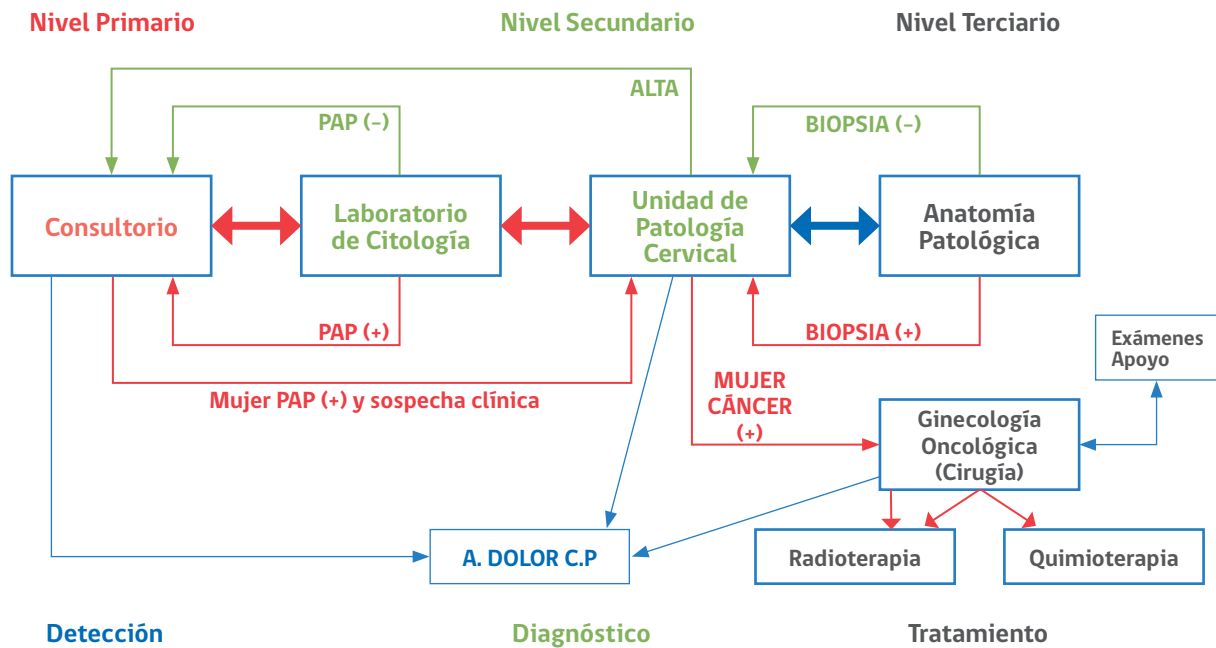 Nivel Primario
Nivel Secundario
Nivel Terciario
ALTA
PAP (–)
BIOPSIA (–)
Consultorio
Laboratorio
de Citología
Unidad de
Patología
Cervical
Anatomía
Patológica
PAP (+)
BIOPSIA (+)
Mujer PAP (+) y sospecha clínica
MUJER
CÁNCER
(+)
Exámenes
Apoyo
Ginecología
Oncológica
(Cirugía)
A. DOLOR C.P
Radioterapia
Quimioterapia
Detección
Diagnóstico
Tratamiento